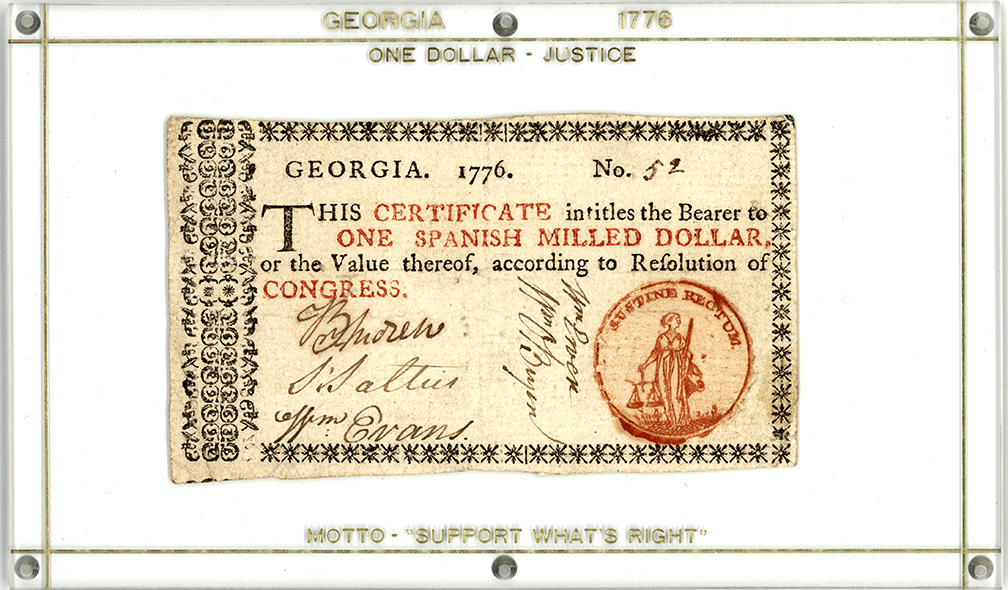 GEORGIA 1776
ONE DOLLAR - JUSTICE
GEORGIA. 1776. No. 52
THIS CERTIFICATE intitles the Bearer to
ONE SPANISH MILLED DOLLAR,
or the Value thereof, according to Reſolution of
CONGRESS.
SUSTINE RECTUM.
Wm Evans
MOTTO - "SUPPORT WHAT'S RIGHT"